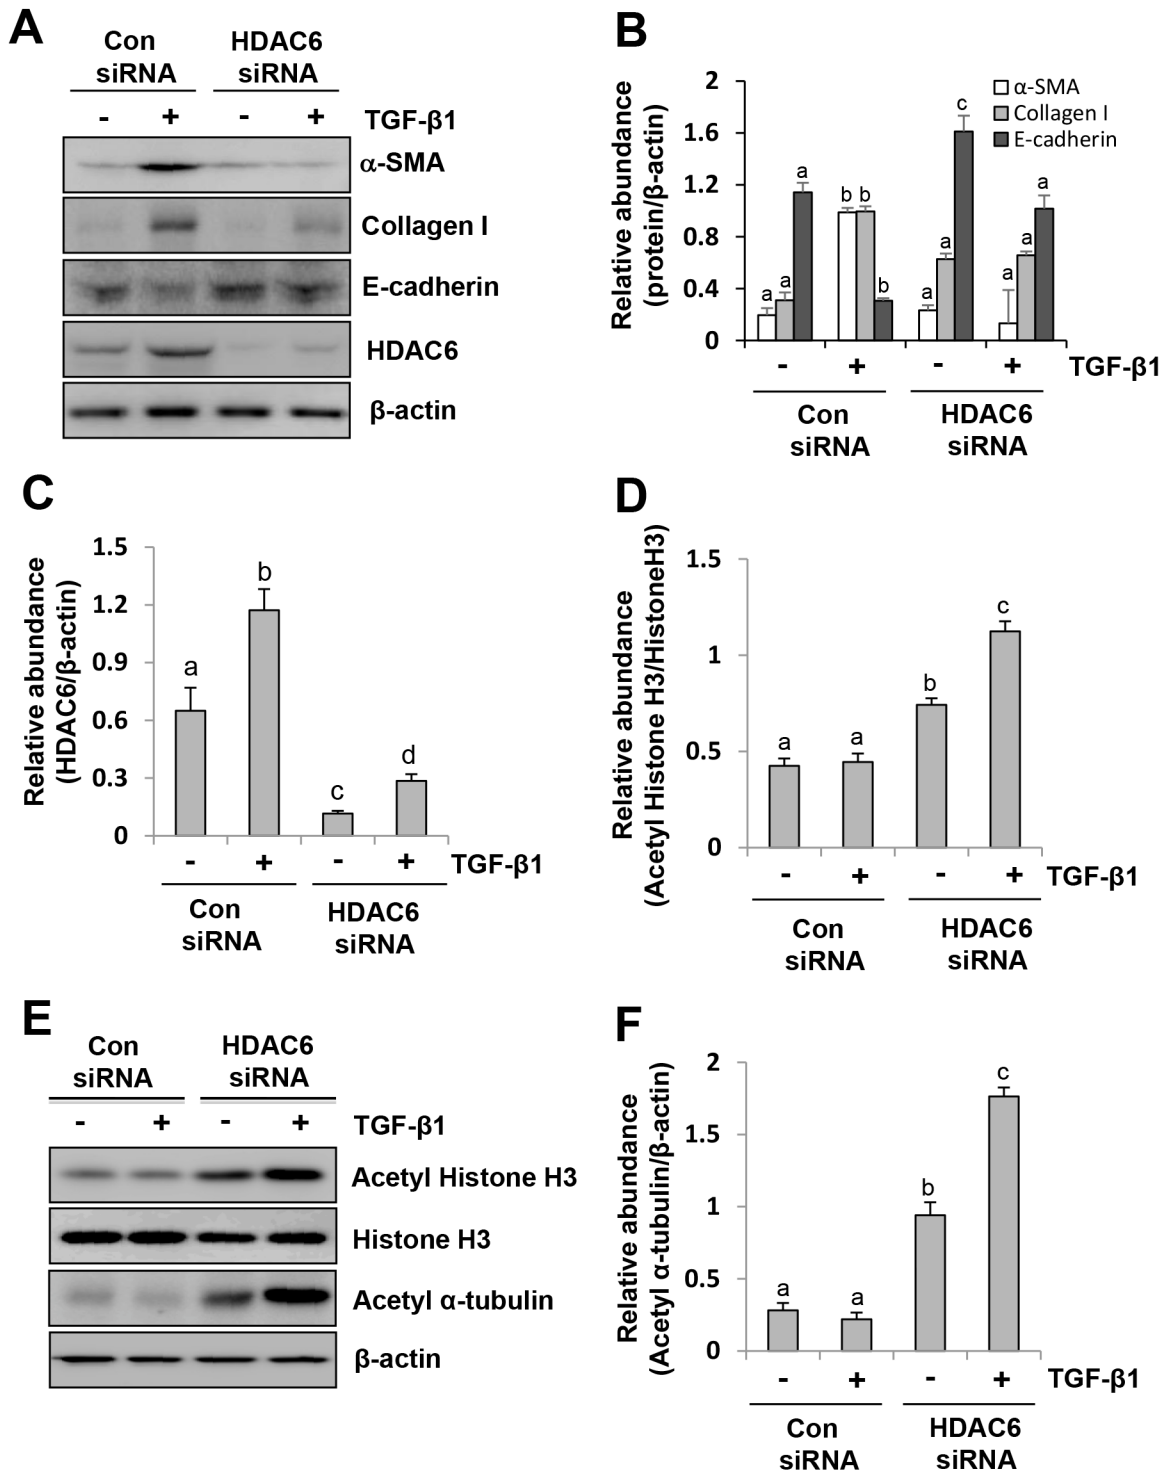 A
Con
siRNA
HDAC6
siRNA
- + - + TGF-β1
α-SMA
Collagen I
E-cadherin
HDAC6
β-actin
B
Relative abundance
(protein/β-actin)
2
1.6
1.2
0.8
0.4
0
α-SMA
Collagen I
E-cadherin
a a a b b b a a c a a a
- + - + TGF-β1
Con
siRNA
HDAC6
siRNA
C
Relative abundance
(HDAC6/β-actin)
1.5
1.2
0.9
0.6
0.3
0
a b c d
- + - + TGF-β1
Con
siRNA
HDAC6
siRNA
D
Relative abundance
(Acetyl Histone H3/HistoneH3)
1.5
1
0.5
0
a a b c
- + - + TGF-β1
Con
siRNA
HDAC6
siRNA
E
Con
siRNA
HDAC6
siRNA
- + - + TGF-β1
Acetyl Histone H3
Histone H3
Acetyl α-tubulin
β-actin
F
Relative abundance
(Acetyl α-tubulin/β-actin)
2
1.5
1
0.5
0
a a b c
- + - + TGF-β1
Con
siRNA
HDAC6
siRNA